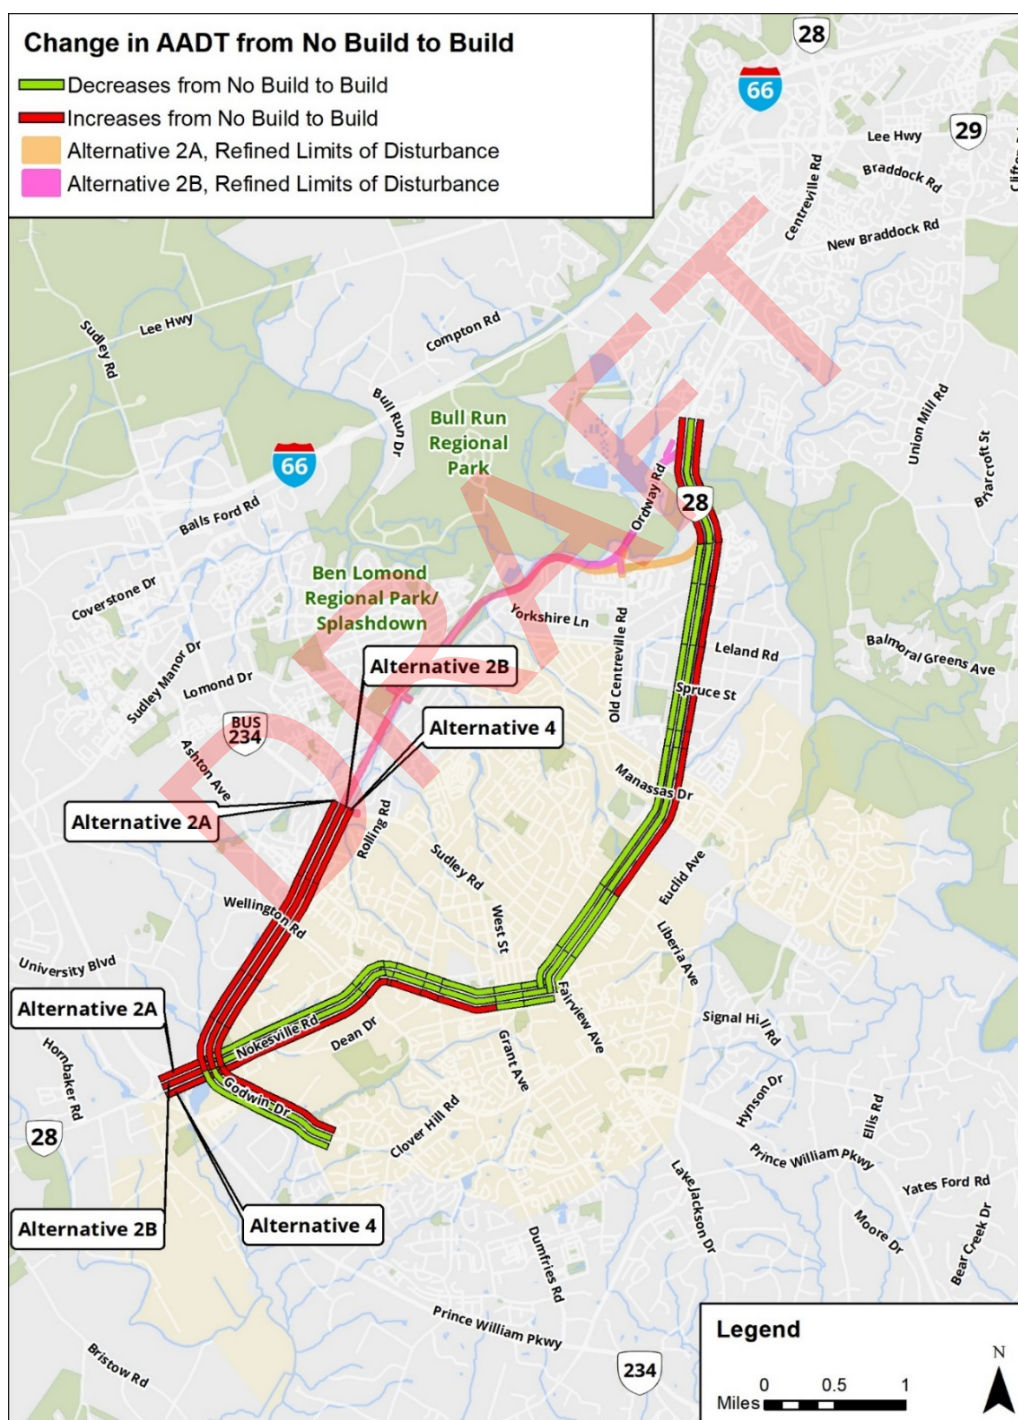 Change in AADT from No Build to Build
Decreases from No Build to Build
Increases from No Build to Build
Alternative 2A, Refined Limits of Disturbance
Alternative 2B, Refined Limits of Disturbance
28
66
29
Lee Hwy
Braddock Rd
Clifton
Centreville Rd
New Braddock Rd
DRAFT
Lee Hwy
Sudley Rd
Compton Rd
Bull Run Dr
Bull Run
Regional
Park
Union Mill Rd
Briarcroft St
66
Ordway Rd
28
Balls Ford Rd
Coverstone Dr
Ben Lomond
Regional Park/
Splashdown
Yorkshire Ln
Old Centreville Rd
Leland Rd
Balmoral Greens Ave
Sudley Manor Dr
Lomond Dr
Alternative 2B
Spruce St
BUS
234
Alternative 4
Ashton Ave
Manassas Dr
Alternative 2A
Rolling Rd
Sudley Rd
Euclid Ave
Wellington Rd
West St
Liberia Ave
University Blvd
Alternative 2A
Fairview Ave
Nokesville Rd
Dean Dr
Signal Hill Rd
Grant Ave
Hornbaker Rd
Godwin Dr
Hynson Dr
Ellis Rd
Clover Hill Rd
28
Prince William Pkwy
Lake Jackson Dr
Yates Ford Rd
Alternative 2B
Alternative 4
Moore Dr
Bear Creek Dr
Dumfries Rd
Prince William Pkwy
Bristow Rd
234
Legend
N
0 0.5 1
Miles